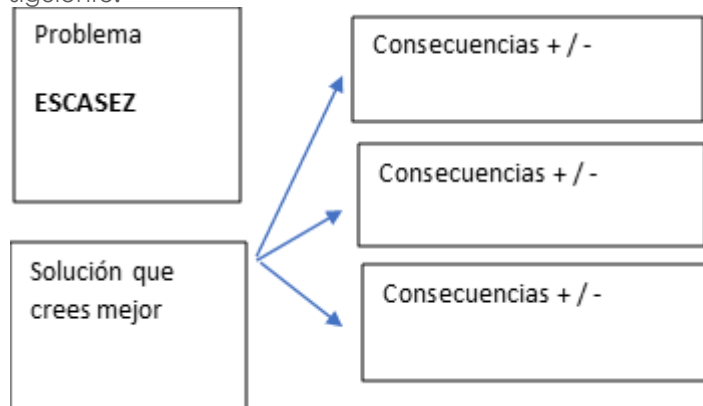 Problema
ESCASEZ
Consecuencias + / -
Consecuencias + / -
Solución que
crees mejor
Consecuencias + / -